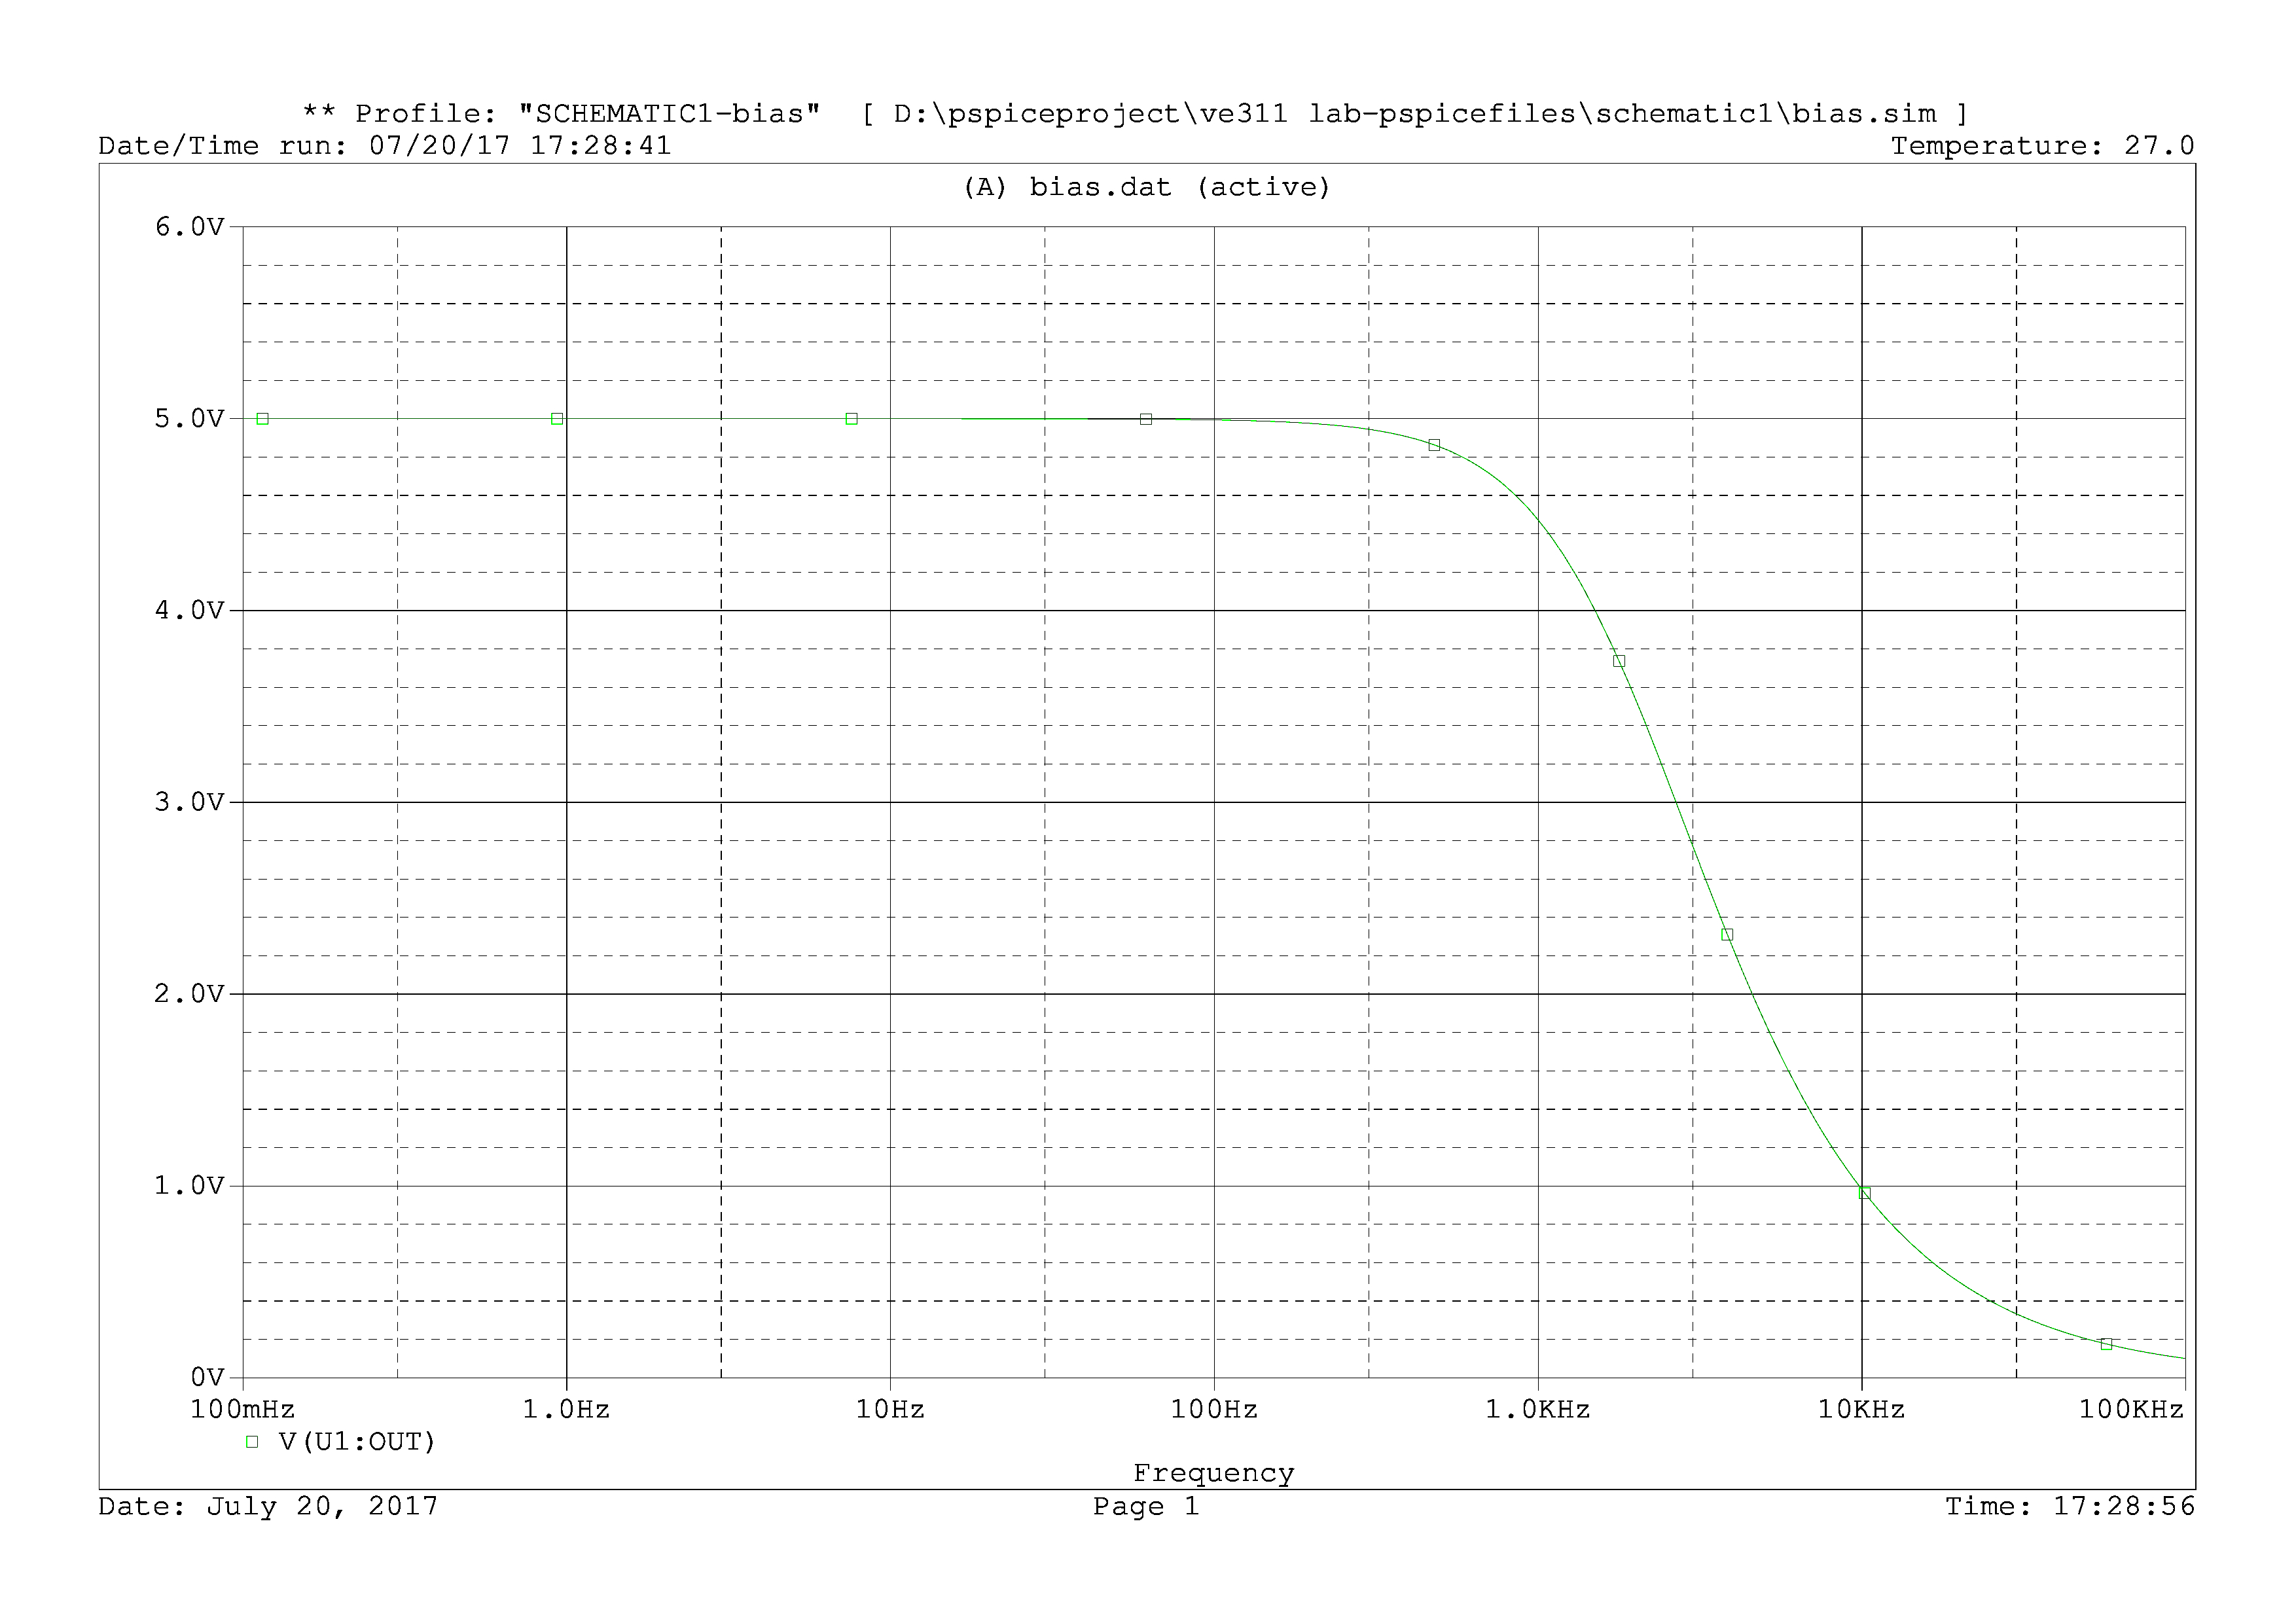 ** Profile: "SCHEMATIC1-bias"  [ D:\pspiceproject\ve311 lab-pspicefiles\schematic1\bias.sim ]
Date/Time run: 07/20/17 17:28:41 Temperature: 27.0
(A) bias.dat (active)
6.0V
5.0V
4.0V
3.0V
2.0V
1.0V
0V
100mHz 1.0Hz 10Hz 100Hz 1.0KHz 10KHz 100KHz
V(U1:OUT)
Frequency
Date: July 20, 2017 Page 1 Time: 17:28:56